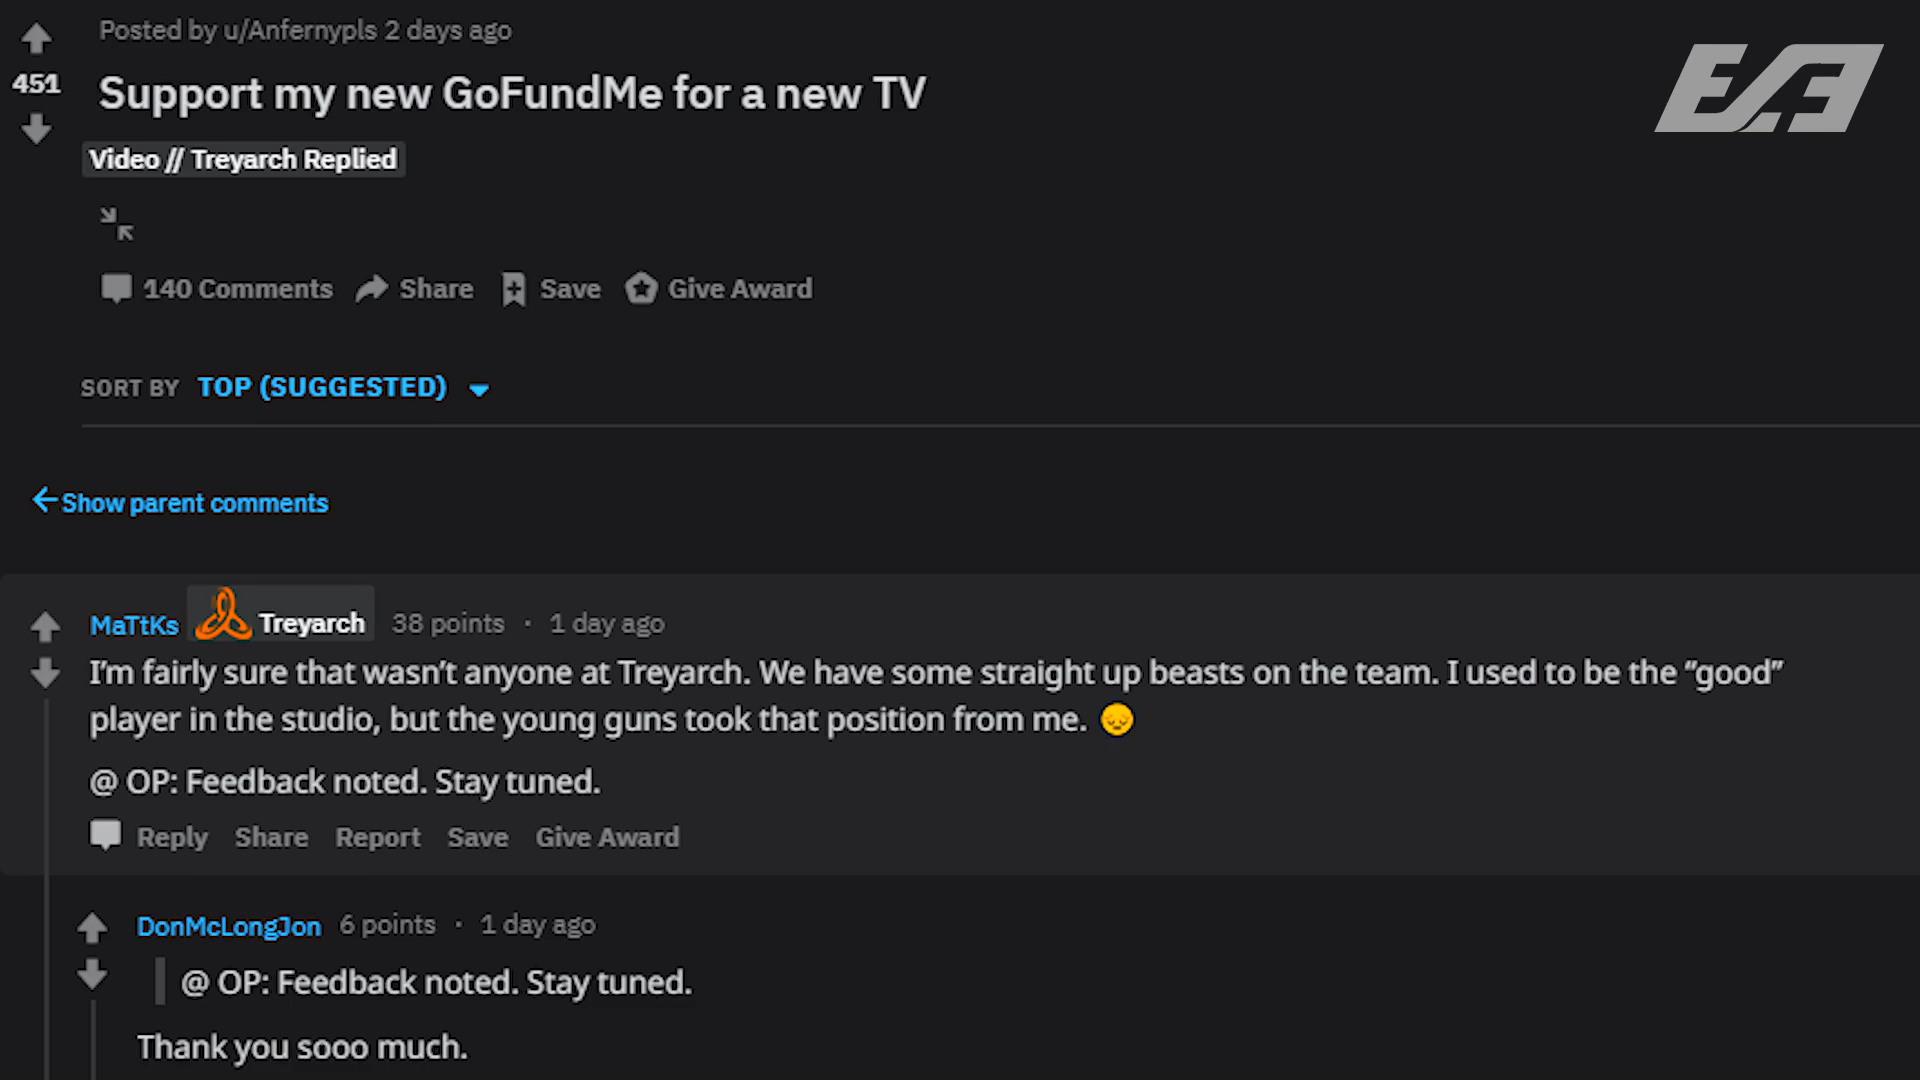 Posted by u/Anfernypls 2 days ago
451
Support my new GoFundMe for a new TV
Video // Treyarch Replied
140 Comments Share Save Give Award
SORT BY TOP (SUGGESTED)
Show parent comments
MaTtKs Treyarch 38 points · 1 day ago
I’m fairly sure that wasn’t anyone at Treyarch. We have some straight up beasts on the team. I used to be the “good”
player in the studio, but the young guns took that position from me. 😞
@ OP: Feedback noted. Stay tuned.
Reply Share Report Save Give Award
DonMcLongJon 6 points · 1 day ago
@ OP: Feedback noted. Stay tuned.
Thank you sooo much.